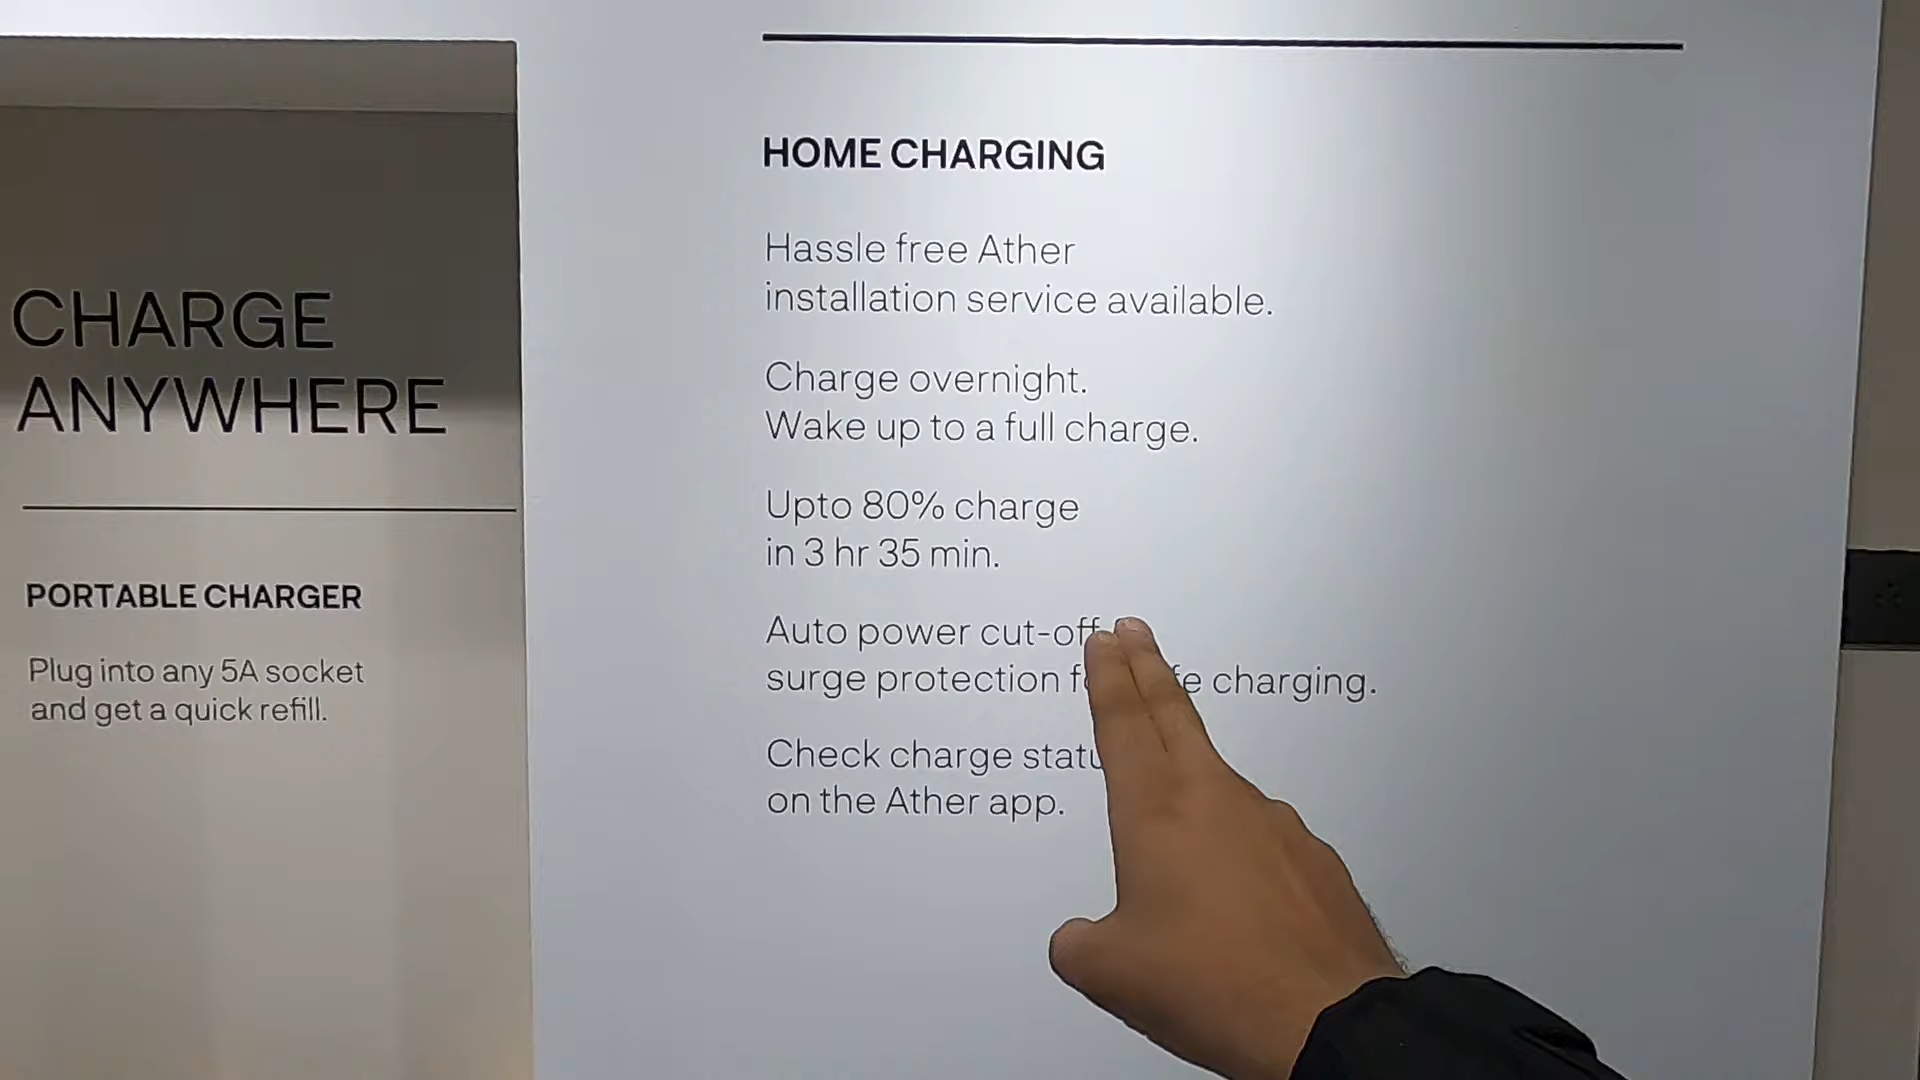 CHARGE
ANYWHERE
PORTABLE CHARGER
Plug into any 5A socket
and get a quick refill.
HOME CHARGING
Hassle free Ather
installation service available.
Charge overnight.
Wake up to a full charge.
Upto 80% charge
in 3 hr 35 min.
Auto power cut-off
surge protection charging.
Check charge
on the Ather app.